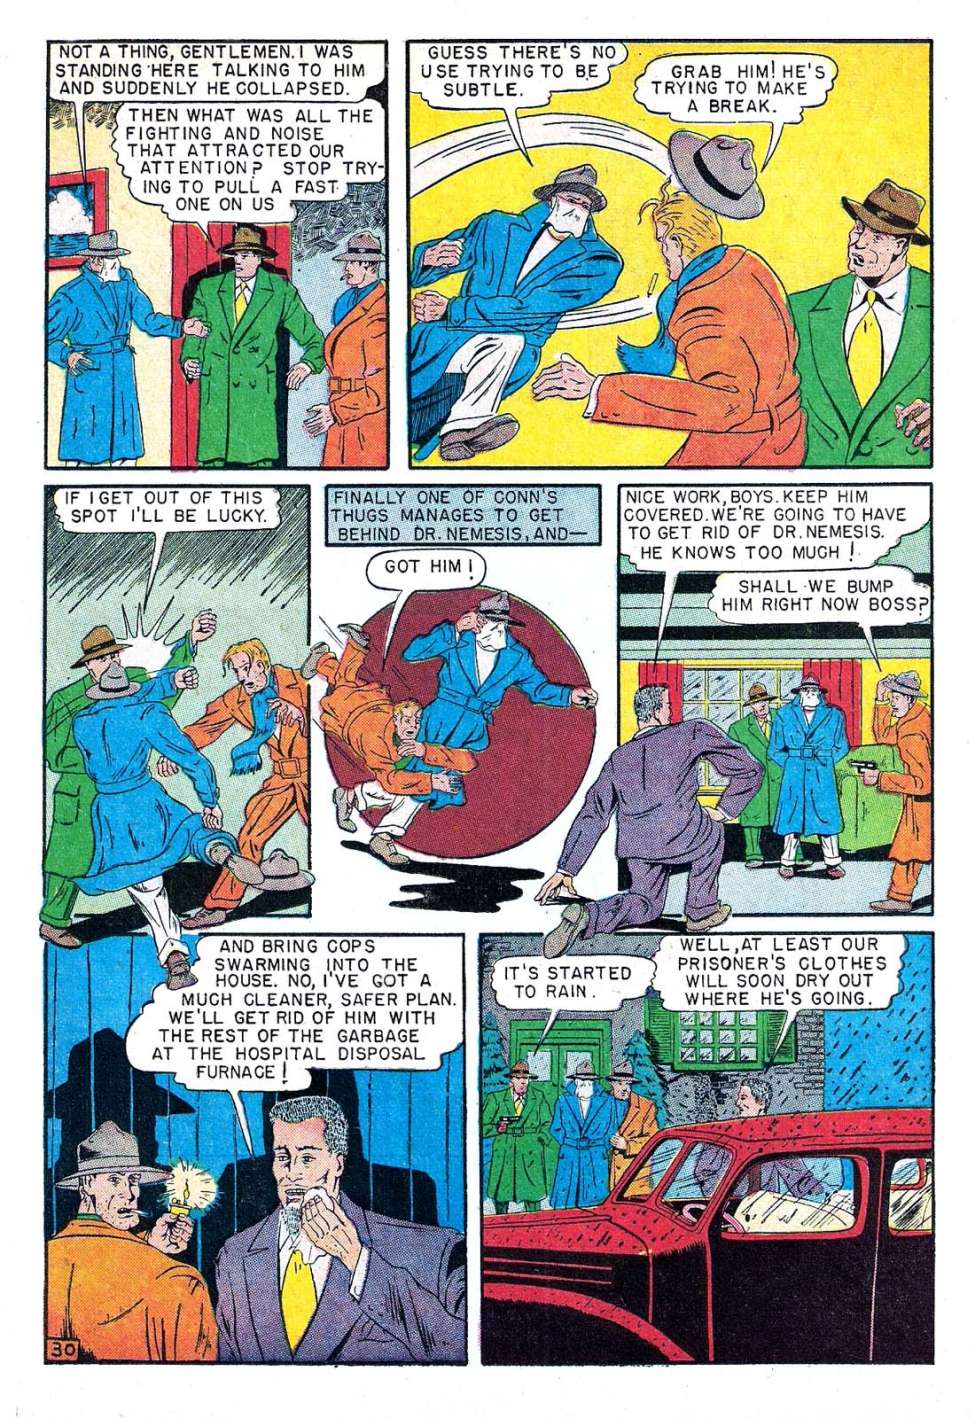 NOT A THING, GENTLEMEN. I WAS
STANDING HERE TALKING TO HIM
AND SUDDENLY HE COLLAPSED.
THEN WHAT WAS ALL THE
FIGHTING AND NOISE
THAT ATTRACTED OUR
ATTENTION? STOP TRY-
ING TO PULL A FAST
ONE ON US
GUESS THERE'S NO
USE TRYING TO BE
SUBTLE.
GRAB HIM! HE'S
TRYING TO MAKE
A BREAK.
IF I GET OUT OF THIS
SPOT I'LL BE LUCKY.
FINALLY ONE OF CONN'S
THUGS MANAGES TO GET
BEHIND DR. NEMESIS, AND—
GOT HIM!
NICE WORK, BOYS. KEEP HIM
COVERED. WE'RE GOING TO HAVE
TO GET RID OF DR. NEMESIS.
HE KNOWS TOO MUCH!
SHALL WE BUMP
HIM RIGHT NOW BOSS?
AND BRING COPS
SWARMING INTO THE
HOUSE. NO, I'VE GOT A
MUCH CLEANER, SAFER PLAN.
WE'LL GET RID OF HIM WITH
THE REST OF THE GARBAGE
AT THE HOSPITAL DISPOSAL
FURNACE!
30
IT'S STARTED
TO RAIN.
WELL, AT LEAST OUR
PRISONER'S CLOTHES
WILL SOON DRY OUT
WHERE HE'S GOING.